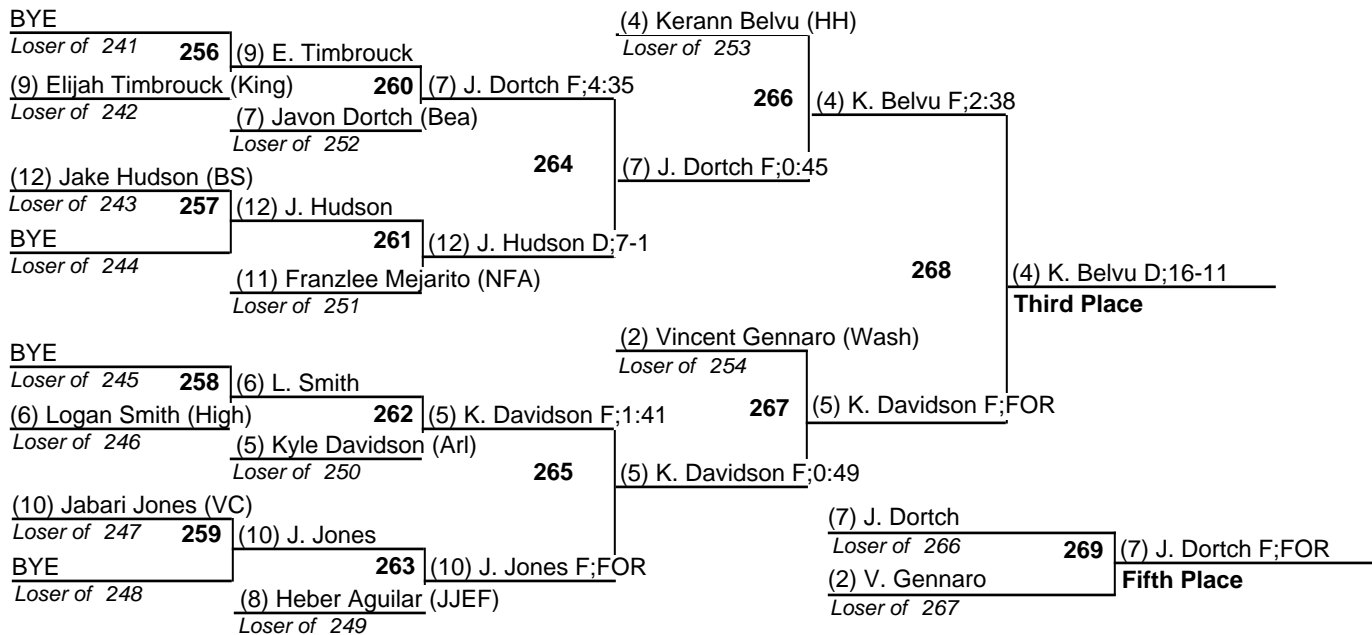 BYE
Loser of 241
256
(9) Elijah Timbrouck (King)
Loser of 242
(9) E. Timbrouck
260
(7) Javon Dortch (Bea)
Loser of 252
(7) J. Dortch F;4:35
(12) Jake Hudson (BS)
Loser of 243
257
BYE
Loser of 244
(12) J. Hudson
261
(11) Franzlee Mejarito (NFA)
Loser of 251
(12) J. Hudson D;7-1
264
(4) Kerann Belvu (HH)
Loser of 253
266
(7) J. Dortch F;0:45
(4) K. Belvu F;2:38
BYE
Loser of 245
258
(6) Logan Smith (High)
Loser of 246
(6) L. Smith
262
(5) Kyle Davidson (Arl)
Loser of 250
(5) K. Davidson F;1:41
(10) Jabari Jones (VC)
Loser of 247
259
BYE
Loser of 248
(10) J. Jones
263
(8) Heber Aguilar (JJEF)
Loser of 249
(10) J. Jones F;FOR
265
(2) Vincent Gennaro (Wash)
Loser of 254
267
(5) K. Davidson F;0:49
(5) K. Davidson F;FOR
268
(4) K. Belvu D;16-11
Third Place
(7) J. Dortch
Loser of 266
269
(2) V. Gennaro
Loser of 267
(7) J. Dortch F;FOR
Fifth Place